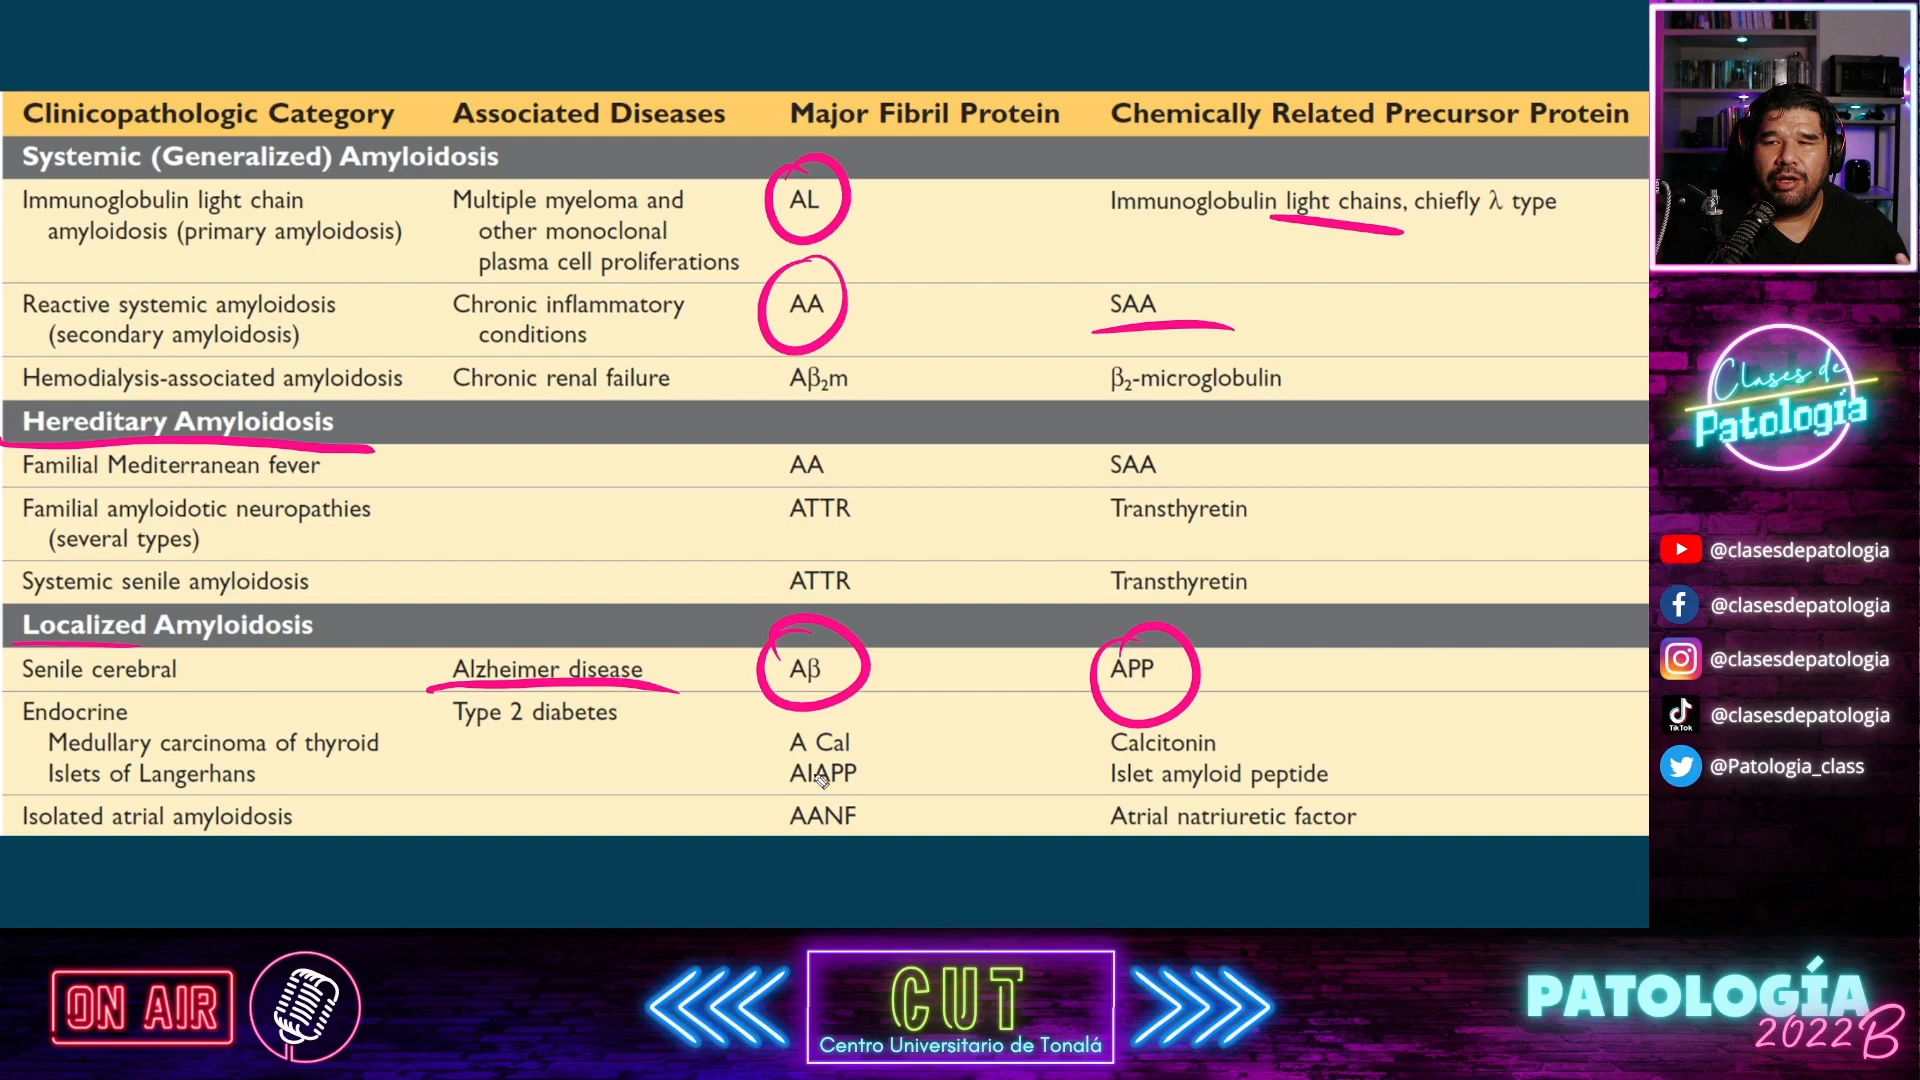 Clinicopathologic Category Associated Diseases Major Fibril Protein Chemically Related Precursor Protein
Systemic (Generalized) Amyloidosis
Immunoglobulin light chain Multiple myeloma and AL Immunoglobulin light chains, chiefly λ type
amyloidosis (primary amyloidosis) other monoclonal
plasma cell proliferations
Reactive systemic amyloidosis Chronic inflammatory AA SAA
(secondary amyloidosis) conditions
Hemodialysis-associated amyloidosis Chronic renal failure Aβ₂m β₂-microglobulin
Hereditary Amyloidosis
Familial Mediterranean fever AA SAA
Familial amyloidotic neuropathies ATTR Transthyretin
(several types)
Systemic senile amyloidosis ATTR Transthyretin
Localized Amyloidosis
Senile cerebral Alzheimer disease Aβ APP
Endocrine Type 2 diabetes
Medullary carcinoma of thyroid A Cal Calcitonin
Islets of Langerhans AIAPP Islet amyloid peptide
Isolated atrial amyloidosis AANF Atrial natriuretic factor
Clases de
Patología
@clasesdepatologia
@clasesdepatologia
@clasesdepatologia
TikTok @clasesdepatologia
@Patologia_class
ON AIR
CUT
Centro Universitario de Tonalá
PATOLOGÍA
2022B